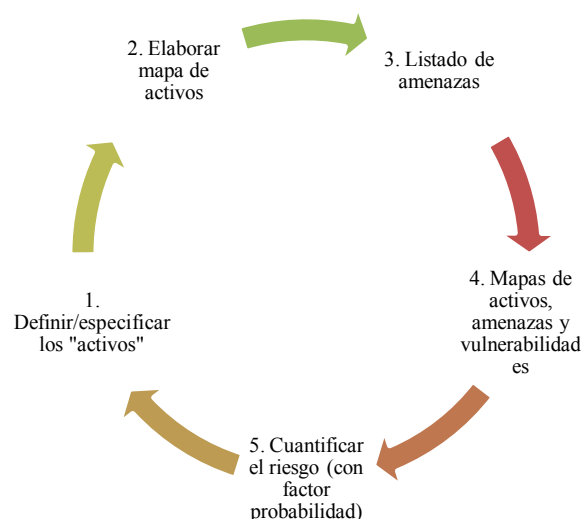 2. Elaborar
mapa de
activos
3. Listado de
amenazas
4. Mapas de
activos,
amenazas y
vulnerabilidad
es
5. Cuantificar
el riesgo (con
factor
probabilidad)
1.
Definir/especificar
los "activos"